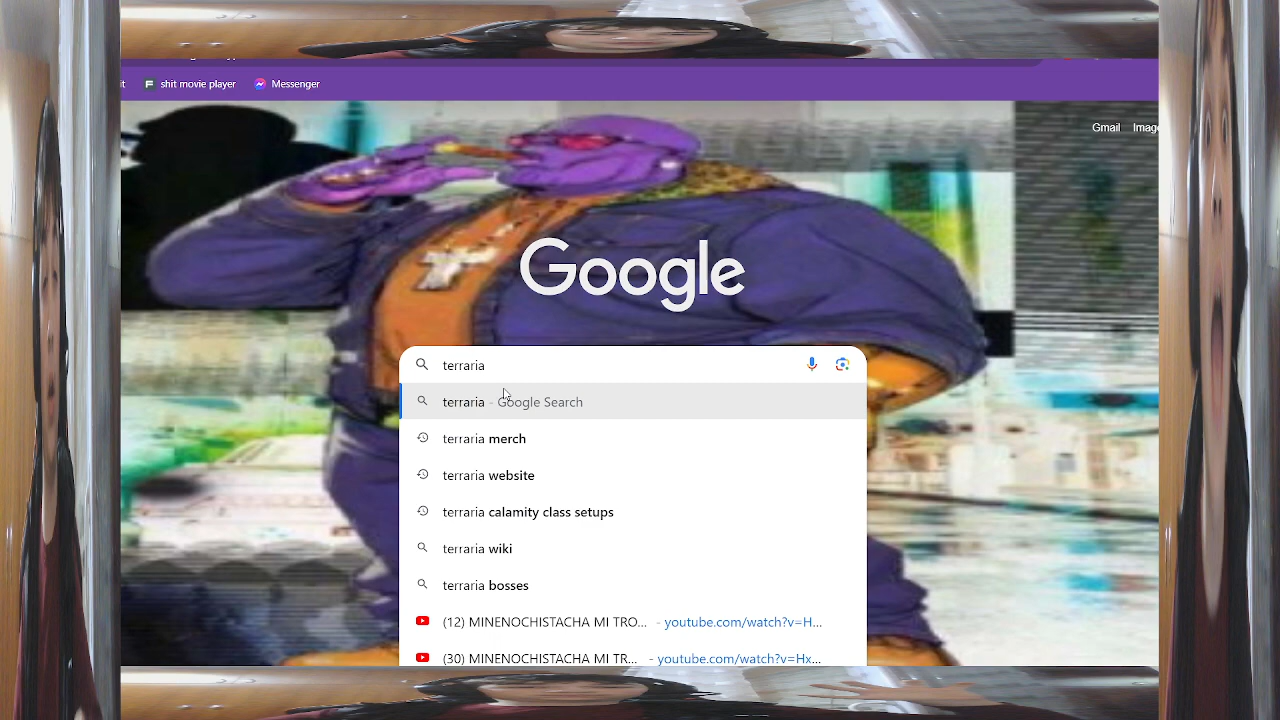 it
shit movie player
Messenger
Gmail
Google
terraria
terraria - Google Search
terraria merch
terraria website
terraria calamity class setups
terraria wiki
terraria bosses
(12) MINENOCHISTACHA MI TRO... - youtube.com/watch?v=H...
(30) MINENOCHISTACHA MI TR... - youtube.com/watch?v=Hx...